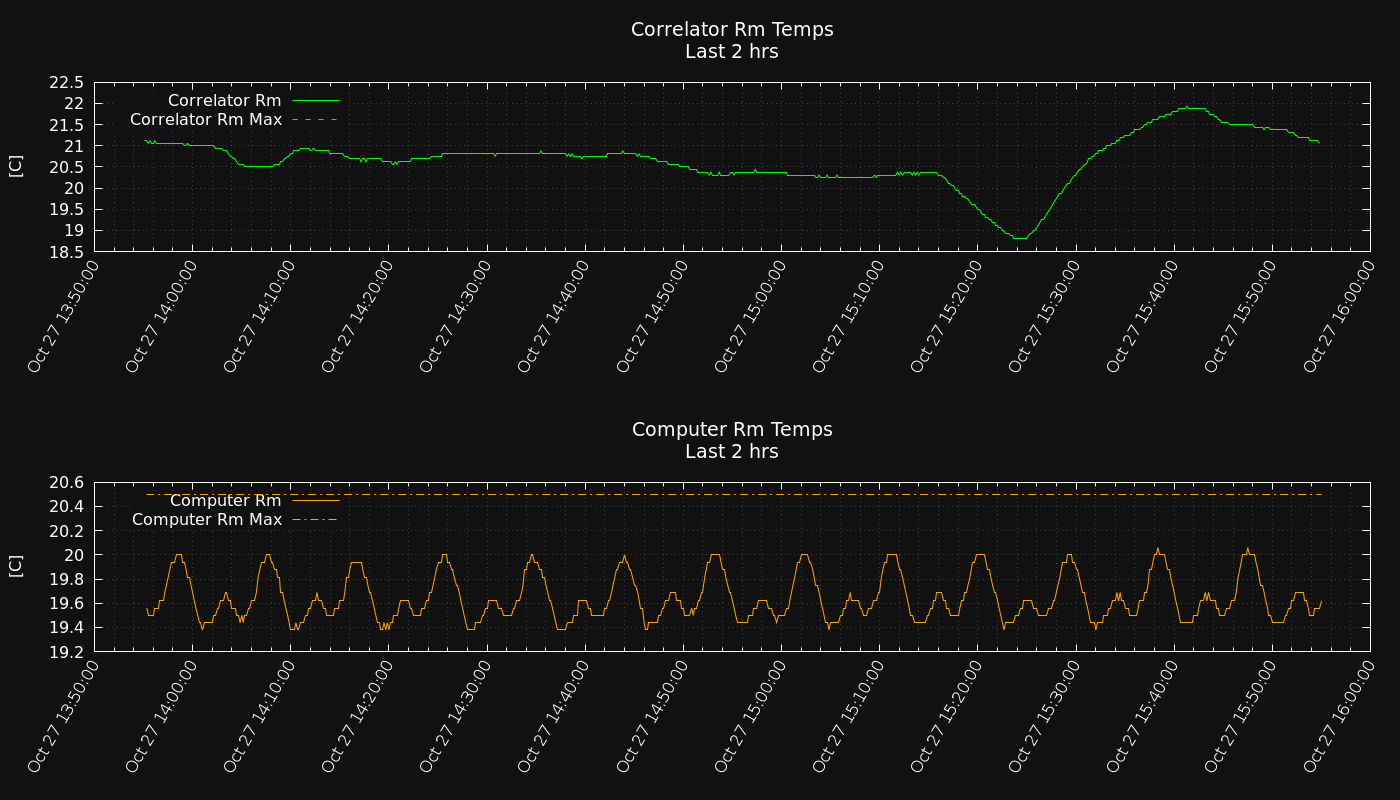 Correlator Rm Temps
Last 2 hrs
22.5
22
21.5
21
20.5
20
19.5
19
18.5
[C]
Correlator Rm
Correlator Rm Max
Oct 27 13:50:00
Oct 27 14:00:00
Oct 27 14:10:00
Oct 27 14:20:00
Oct 27 14:30:00
Oct 27 14:40:00
Oct 27 14:50:00
Oct 27 15:00:00
Oct 27 15:10:00
Oct 27 15:20:00
Oct 27 15:30:00
Oct 27 15:40:00
Oct 27 15:50:00
Oct 27 16:00:00
Computer Rm Temps
Last 2 hrs
20.6
20.4
20.2
20
19.8
19.6
19.4
19.2
[C]
Computer Rm
Computer Rm Max
Oct 27 13:50:00
Oct 27 14:00:00
Oct 27 14:10:00
Oct 27 14:20:00
Oct 27 14:30:00
Oct 27 14:40:00
Oct 27 14:50:00
Oct 27 15:00:00
Oct 27 15:10:00
Oct 27 15:20:00
Oct 27 15:30:00
Oct 27 15:40:00
Oct 27 15:50:00
Oct 27 16:00:00